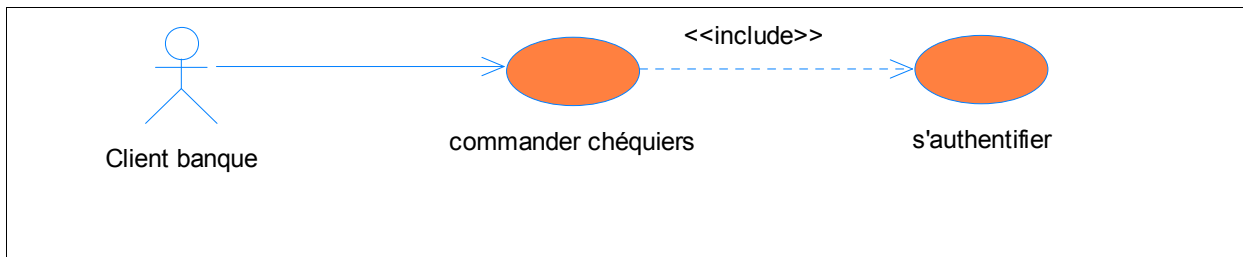 <<include>>
Client banque
commander chéquiers
s'authentifier